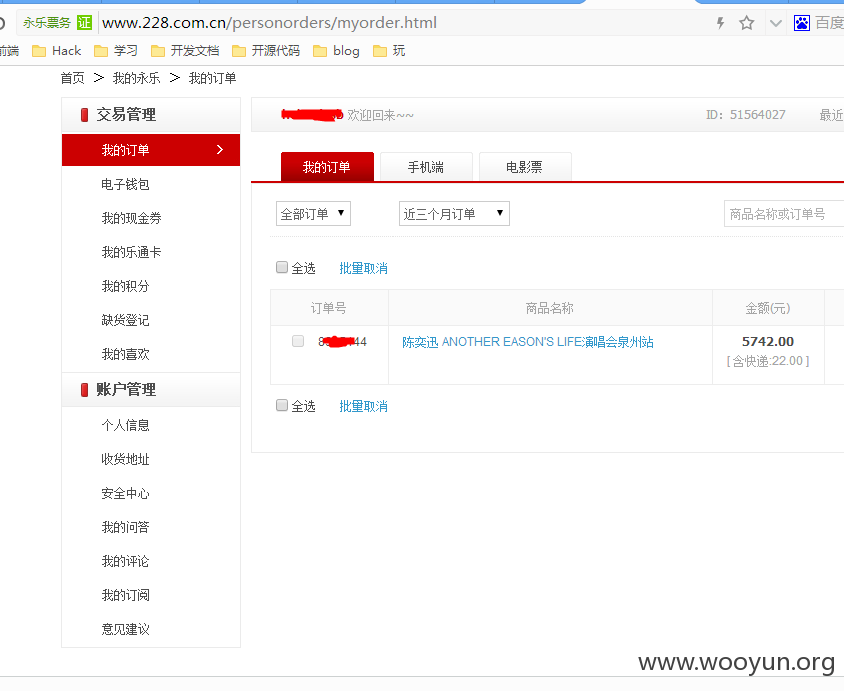 永乐票务 证 www.228.com.cn/personorders/myorder.html 百度
前端 Hack 学习 开发文档 开源代码 blog 玩
首页 > 我的永乐 > 我的订单
交易管理
我的订单
电子钱包
我的现金券
我的乐通卡
我的积分
缺货登记
我的喜欢
账户管理
个人信息
收货地址
安全中心
我的问答
我的评论
我的订阅
意见建议
欢迎回来~~ ID: 51564027 最近
我的订单 手机端 电影票
全部订单 近三个月订单 商品名称或订单号
全选 批量取消
订单号 商品名称 金额(元)
陈奕迅 ANOTHER EASON'S LIFE演唱会泉州站 5742.00
[ 含快递:22.00 ]
全选 批量取消
www.wooyun.org